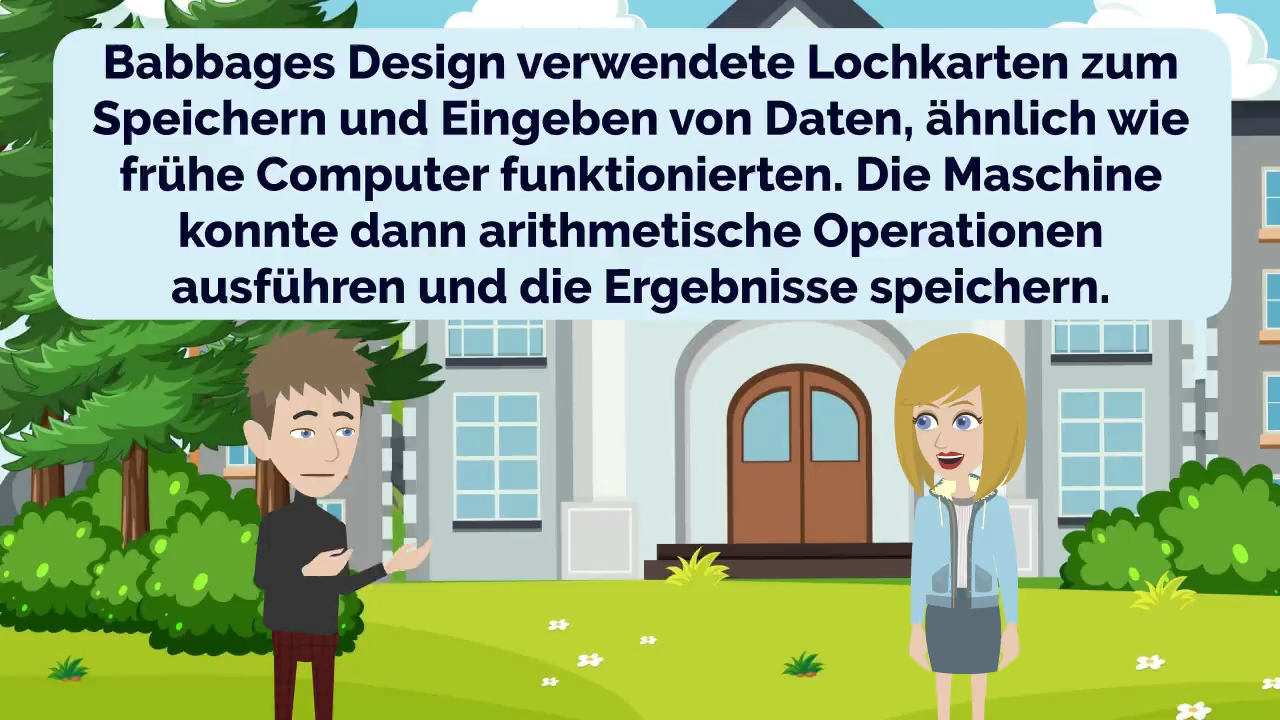 Babbages Design verwendete Lochkarten zum
Speichern und Eingeben von Daten, ähnlich wie
frühe Computer funktionierten. Die Maschine
konnte dann arithmetische Operationen
ausführen und die Ergebnisse speichern.